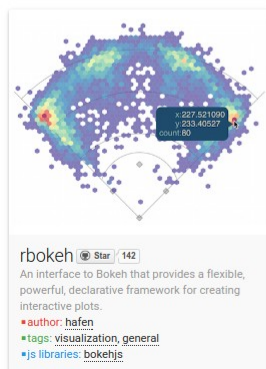 x:227.521090
y:233.40527
count:80
rbokeh Star 142
An interface to Bokeh that provides a flexible,
powerful, declarative framework for creating
interactive plots.
author: hafen
tags: visualization, general
js libraries: bokehjs